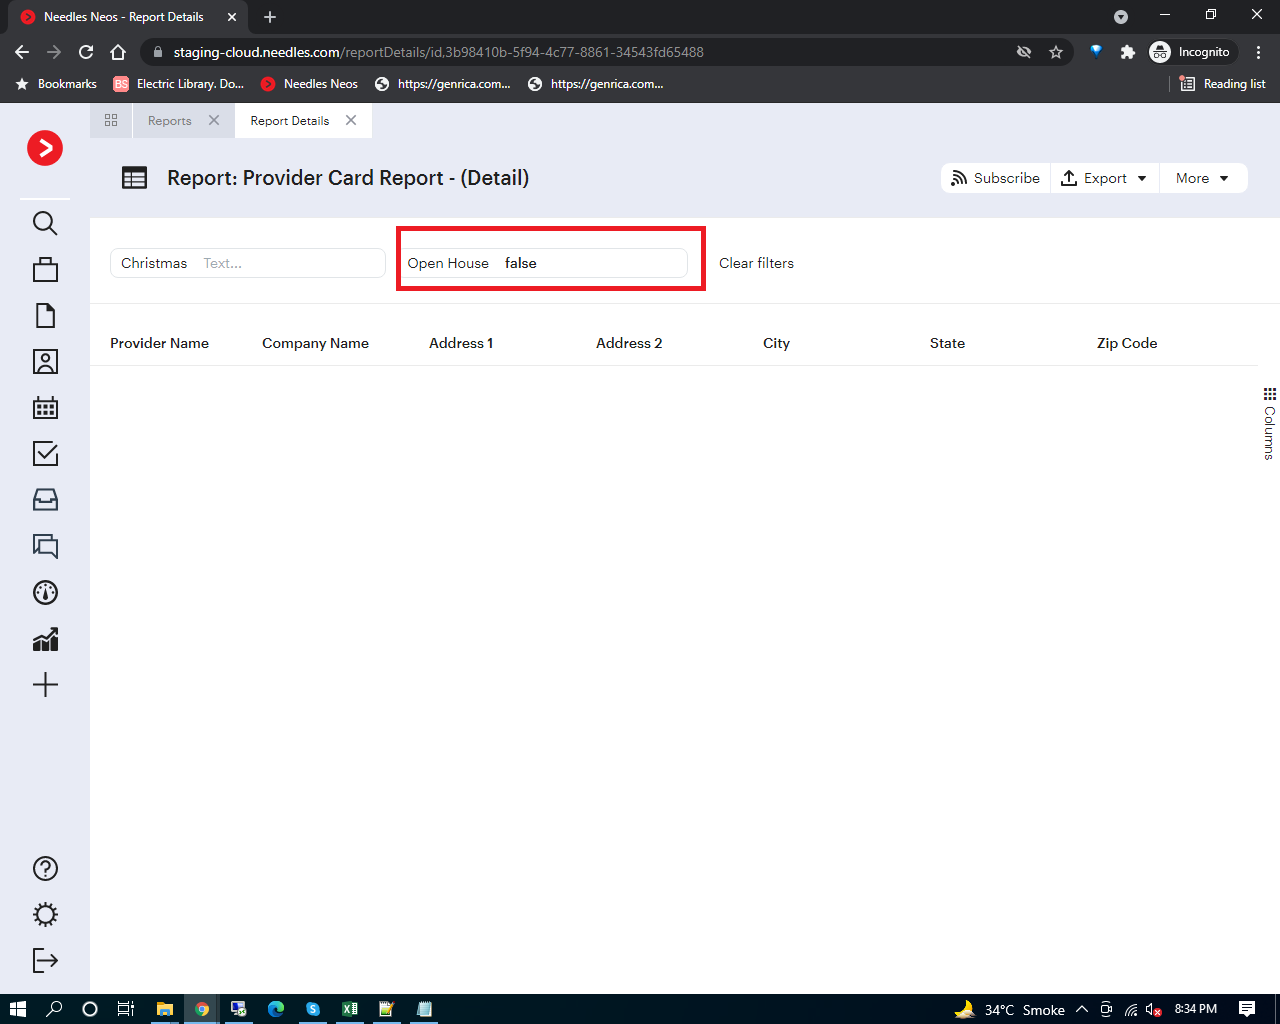 Needles Neos - Report Details
staging-cloud.needles.com/reportDetails/id.3b98410b-5f94-4c77-8861-34543fd65488
Incognito
Bookmarks
BS Electric Library. Do...
Needles Neos
https://genrica.com...
https://genrica.com...
Reading list
Reports
Report Details
Report: Provider Card Report - (Detail)
Subscribe
Export
More
Christmas Text...
Open House false
Clear filters
Provider Name Company Name Address 1 Address 2 City State Zip Code
Columns
34°C Smoke
8:34 PM